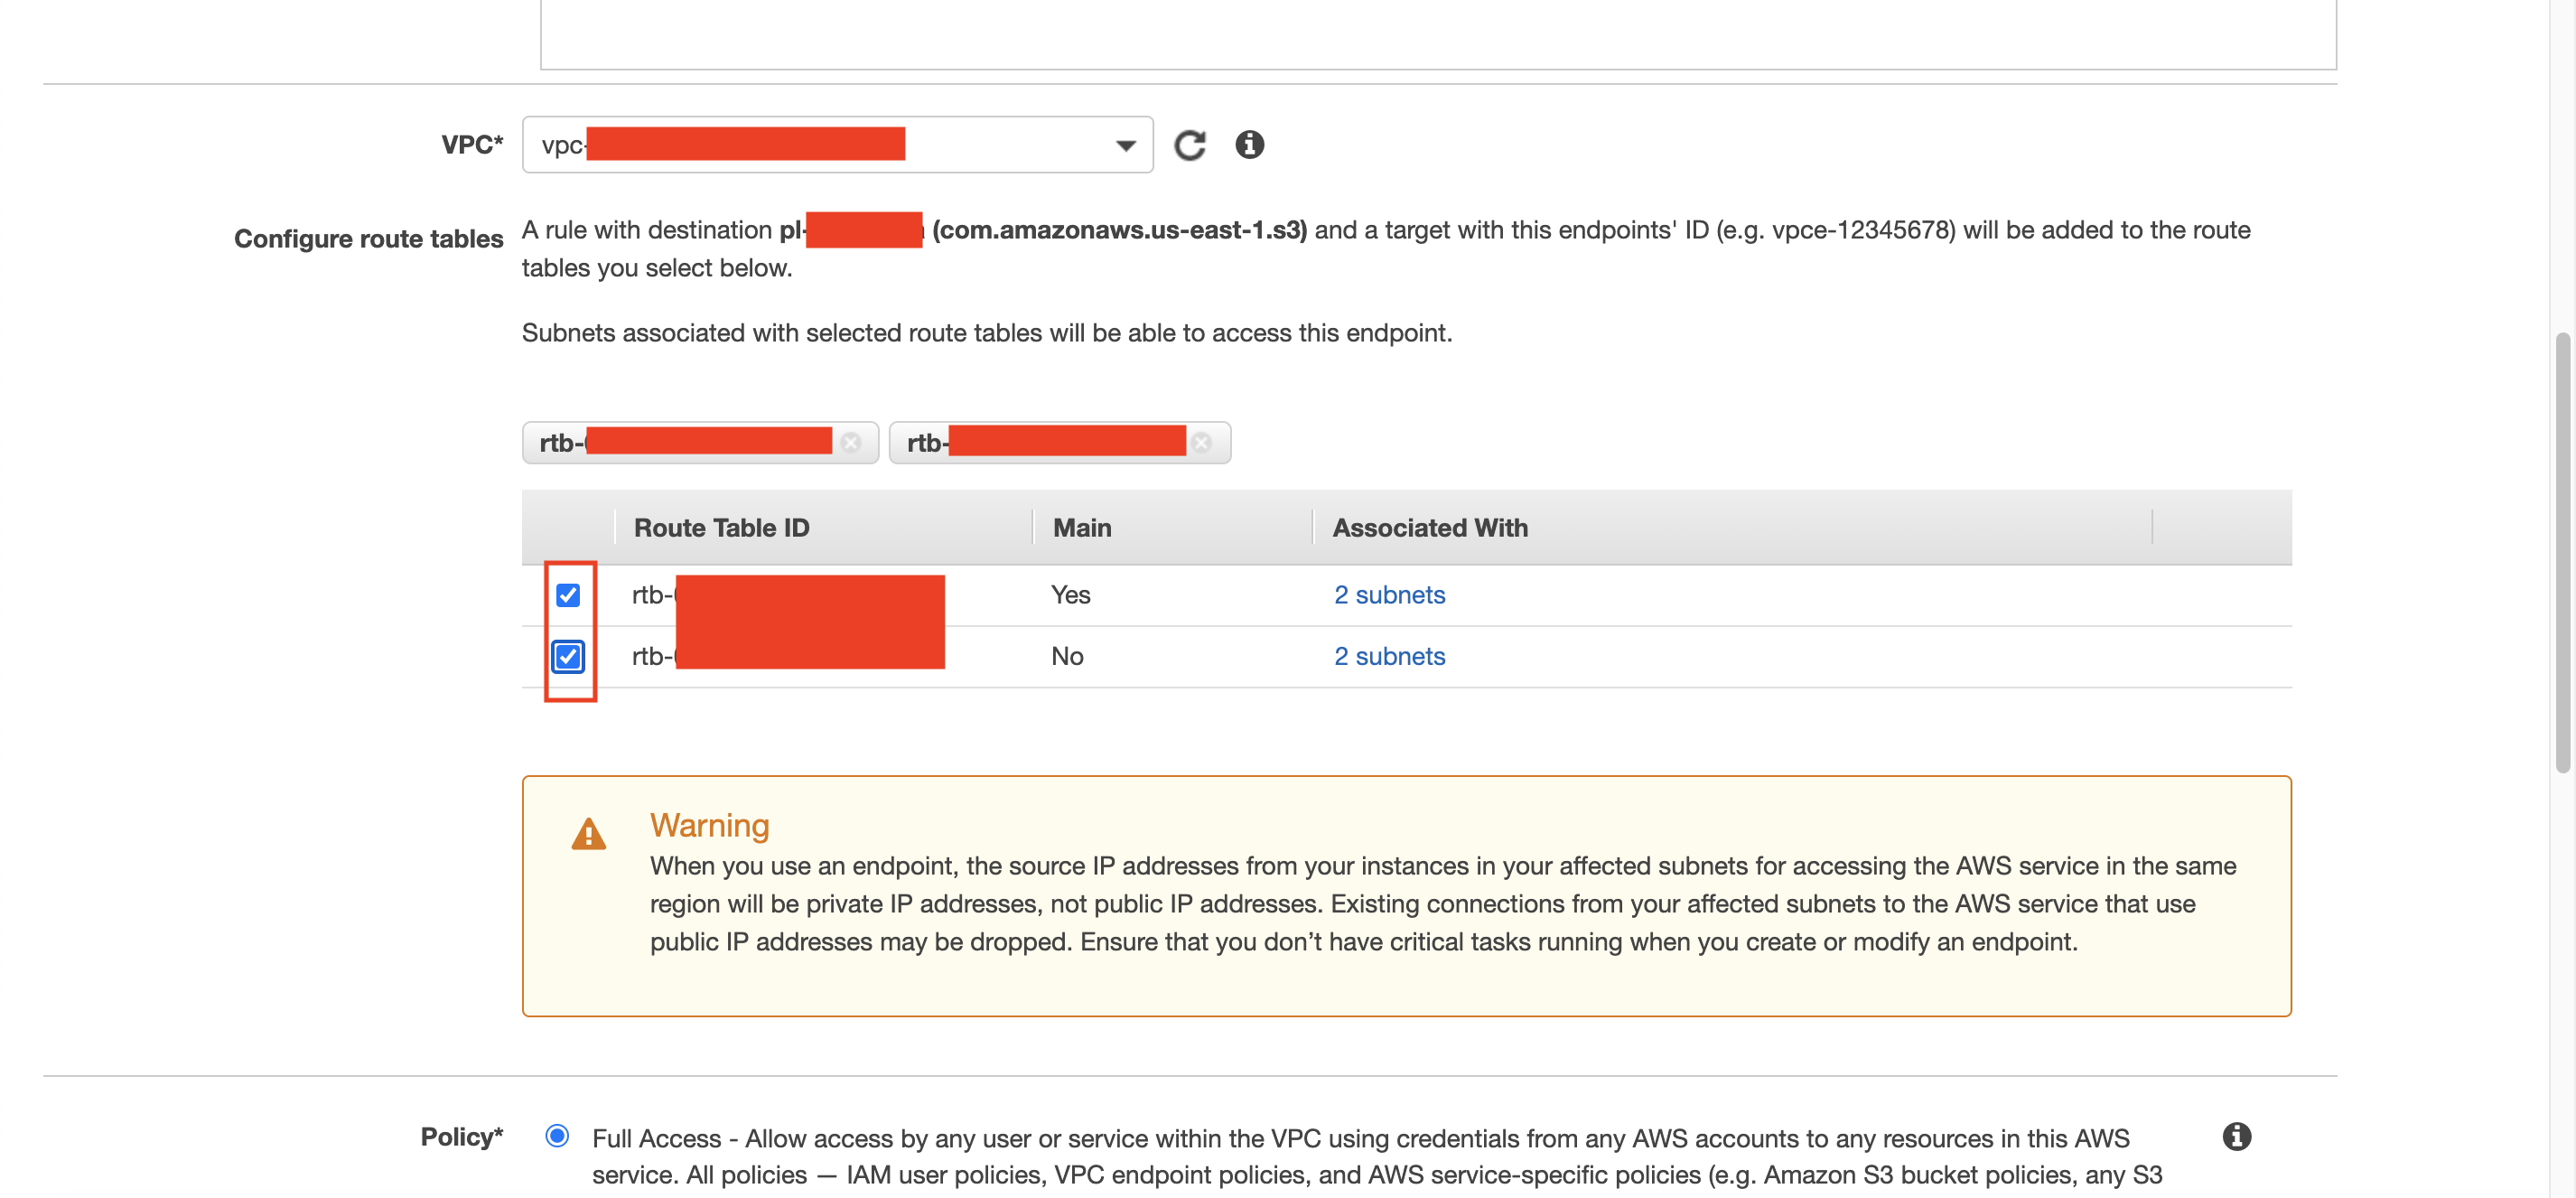 VPC*
vpc-
Configure route tables
A rule with destination pl- (com.amazonaws.us-east-1.s3) and a target with this endpoints' ID (e.g. vpce-12345678) will be added to the route
tables you select below.
Subnets associated with selected route tables will be able to access this endpoint.
rtb- rtb-
Route Table ID Main Associated With
rtb- Yes 2 subnets
rtb- No 2 subnets
Warning
When you use an endpoint, the source IP addresses from your instances in your affected subnets for accessing the AWS service in the same
region will be private IP addresses, not public IP addresses. Existing connections from your affected subnets to the AWS service that use
public IP addresses may be dropped. Ensure that you don’t have critical tasks running when you create or modify an endpoint.
Policy*
Full Access - Allow access by any user or service within the VPC using credentials from any AWS accounts to any resources in this AWS
service. All policies — IAM user policies, VPC endpoint policies, and AWS service-specific policies (e.g. Amazon S3 bucket policies, any S3